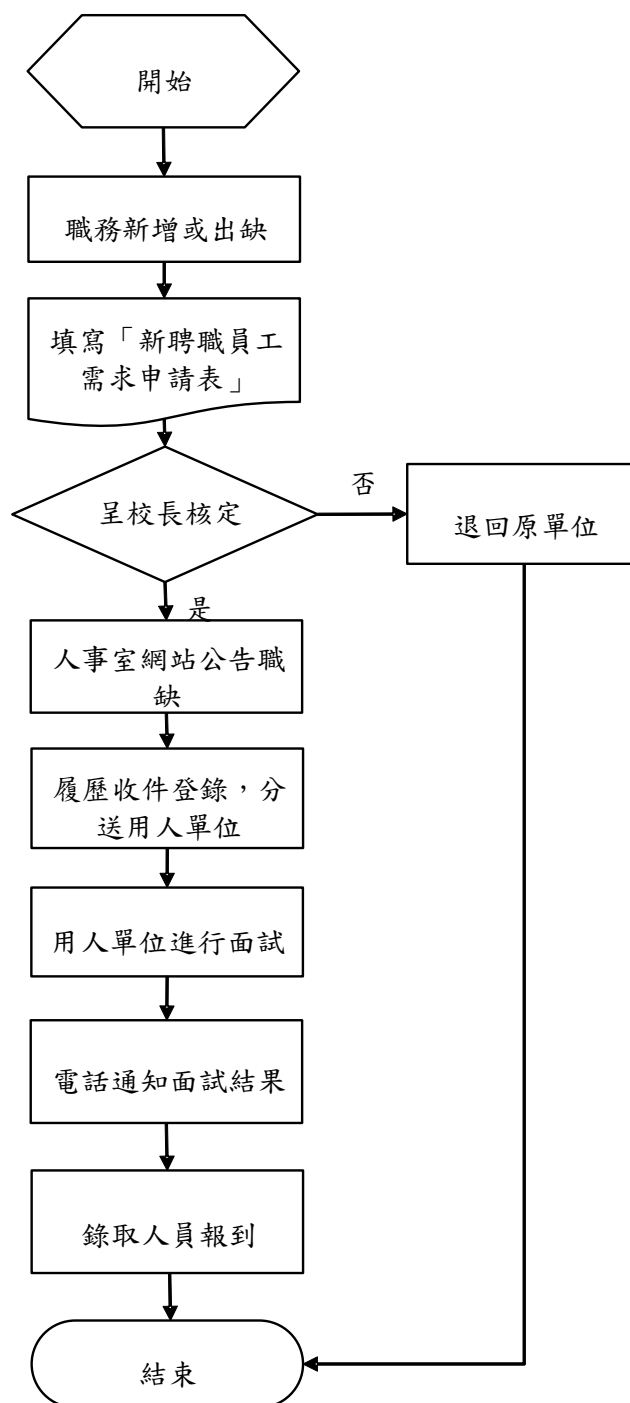 開始
職務新增或出缺
填寫「新聘職員工
需求申請表」
呈校長核定
否
退回原單位
是
人事室網站公告職
缺
履歷收件登錄，分
送用人單位
用人單位進行面試
電話通知面試結果
錄取人員報到
結束